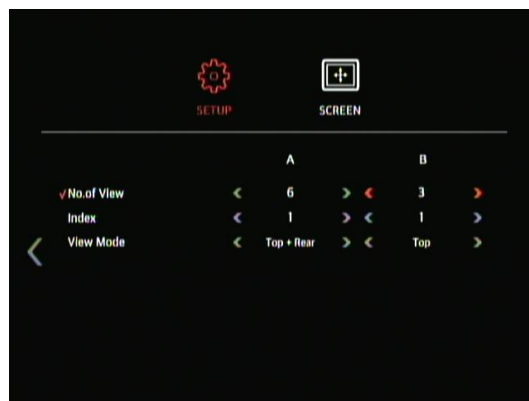 SETUP SCREEN
A B
√No.of View 6 3
Index 1 1
View Mode Top + Rear Top